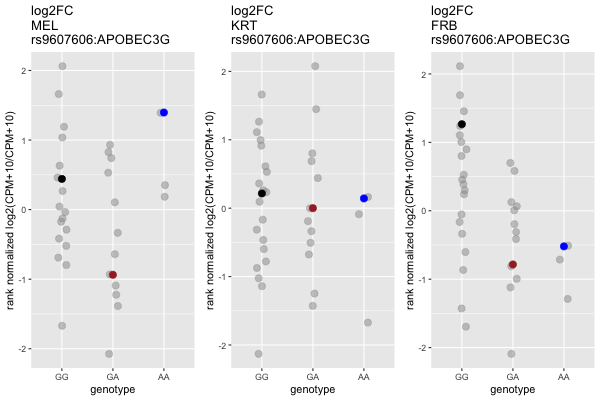 log2FC
MEL
rs9607606:APOBEC3G
rank normalized log2(CPM+10/CPM+10)
2
1
0
-1
-2
GG
GA
AA
genotype
log2FC
KRT
rs9607606:APOBEC3G
rank normalized log2(CPM+10/CPM+10)
2
1
0
-1
-2
GG
GA
AA
genotype
log2FC
FRB
rs9607606:APOBEC3G
rank normalized log2(CPM+10/CPM+10)
2
1
0
-1
-2
GG
GA
AA
genotype